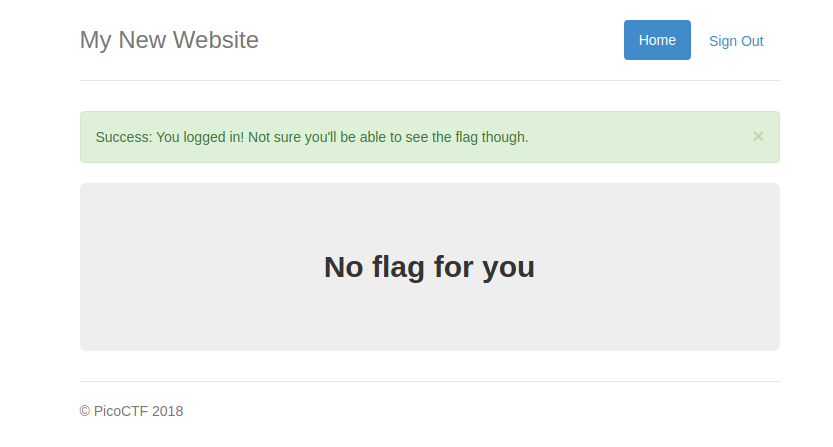 My New Website
Home
Sign Out
Success: You logged in! Not sure you'll be able to see the flag though.
×
No flag for you
© PicoCTF 2018